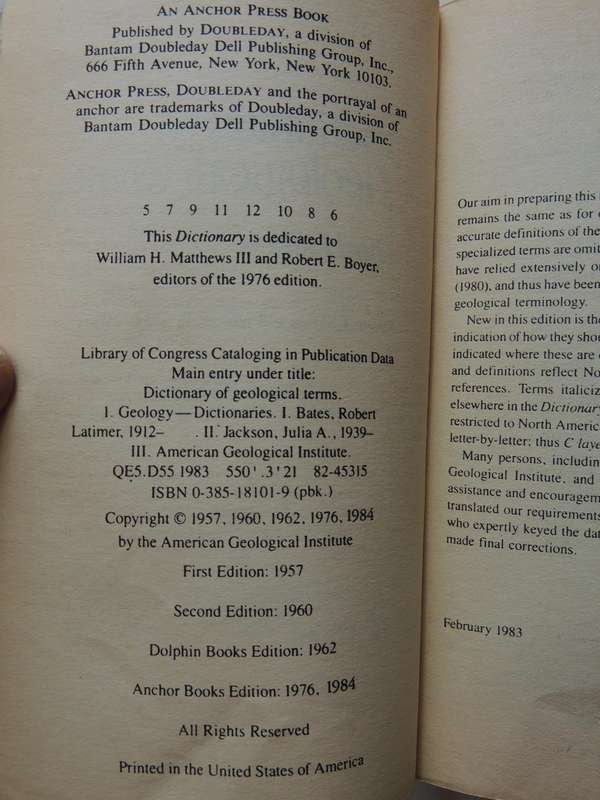 AN ANCHOR PRESS BOOK
Published by DOUBLEDAY, a division of
Bantam Doubleday Dell Publishing Group, Inc.,
666 Fifth Avenue, New York, New York 10103.
ANCHOR PRESS, DOUBLEDAY and the portrayal of an
anchor are trademarks of Doubleday, a division of
Bantam Doubleday Dell Publishing Group, Inc.
5 7 9 11 12 10 8 6
This Dictionary is dedicated to
William H. Matthews III and Robert E. Boyer,
editors of the 1976 edition.
Library of Congress Cataloging in Publication Data
Main entry under title:
Dictionary of geological terms.
1. Geology—Dictionaries. I. Bates, Robert
Latimer, 1912– . II. Jackson, Julia A., 1939–
III. American Geological Institute.
QE5.D55 1983 550'.3'21 82-45315
ISBN 0-385-18101-9 (pbk.)
Copyright © 1957, 1960, 1962, 1976, 1984
by the American Geological Institute
First Edition: 1957
Second Edition: 1960
Dolphin Books Edition: 1962
Anchor Books Edition: 1976, 1984
All Rights Reserved
Printed in the United States of America
Our aim in preparing this
remains the same as for
accurate definitions of the
specialized terms are
have relied extensively
(1980), and thus have been
geological terminology.
New in this edition is the
indication of how they
indicated where these are
and definitions reflect
references. Terms
elsewhere in the Dictionary
restricted to North
letter-by-letter; thus C
Many persons,
Geological Institute, and
assistance and
translated our
who expertly keyed the
made final corrections.
February 1983